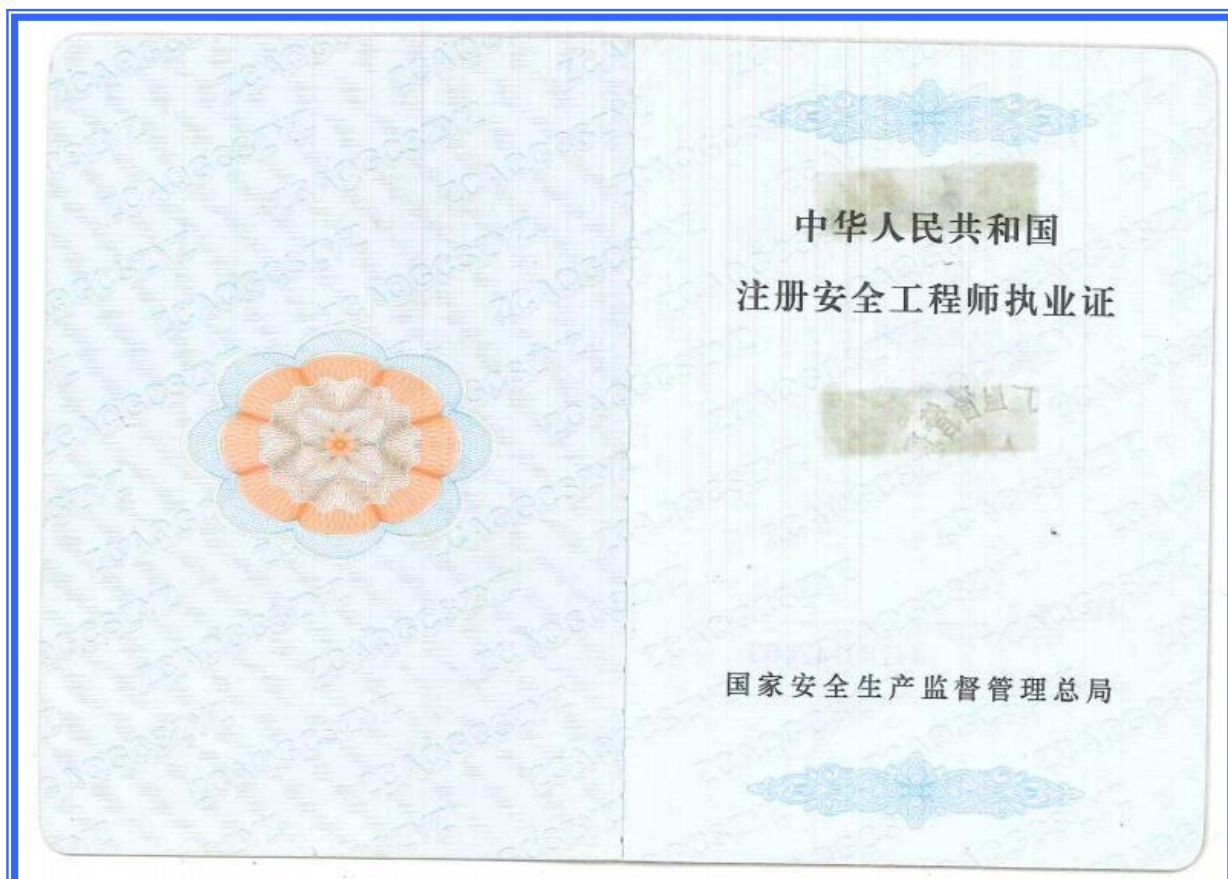 中华人民共和国
注册安全工程师执业证
国家安全生产监督管理总局